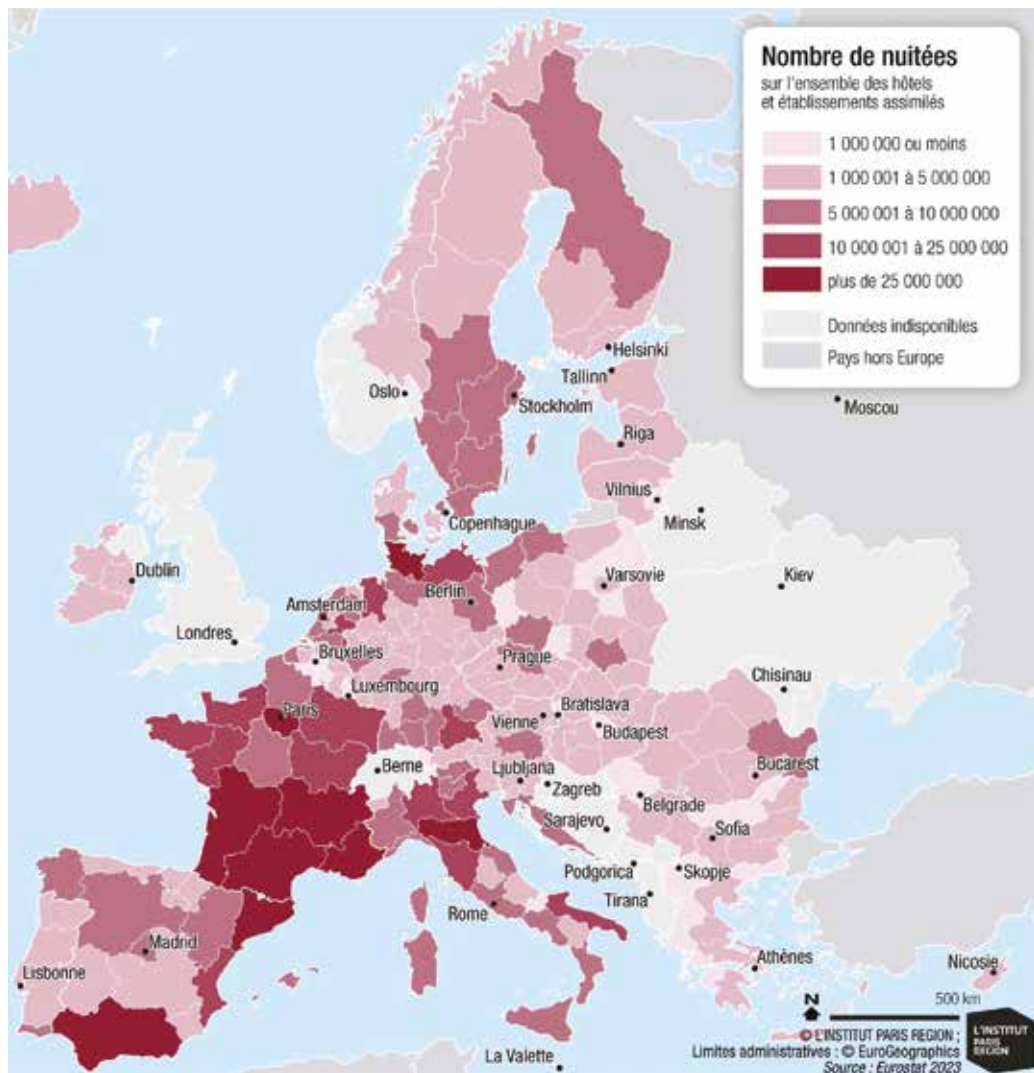 Nombre de nuitées
sur l'ensemble des hôtels
et établissements assimilés
1 000 000 ou moins
1 000 001 à 5 000 000
5 000 001 à 10 000 000
10 000 001 à 25 000 000
plus de 25 000 000
Données indisponibles
Pays hors Europe
Helsinki
Tallinn
Oslo
Stockholm
Moscou
Riga
Vilnius
Minsk
Copenhague
Dublin
Varsovie
Kiev
Berlin
Amsterdam
Londres
Bruxelles
Prague
Chisinau
Luxembourg
Paris
Bratislava
Vienne
Budapest
Berne
Ljubljana
Bucarest
Zagreb
Belgrade
Sarajevo
Sofia
Podgorica
Skopje
Tirana
Rome
Madrid
Lisbonne
Athènes
Nicosie
La Valette
N
500 km
© L'INSTITUT PARIS REGION ;
Limites administratives : © EuroGeographics
Source : Eurostat 2023
L'INSTITUT
PARIS
REGION